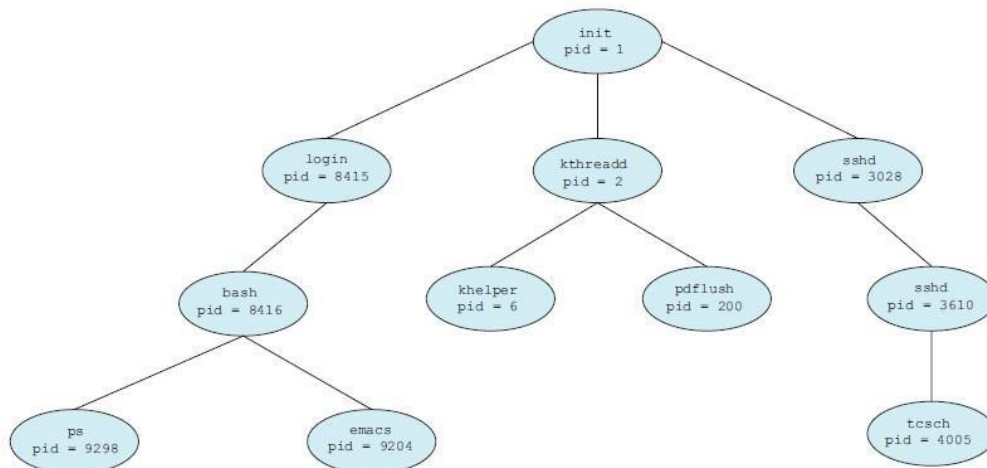 init
pid = 1
login
pid = 8415
kthreadd
pid = 2
sshd
pid = 3028
bash
pid = 8416
khelper
pid = 6
pdflush
pid = 200
sshd
pid = 3610
ps
pid = 9298
emacs
pid = 9204
tcsch
pid = 4005